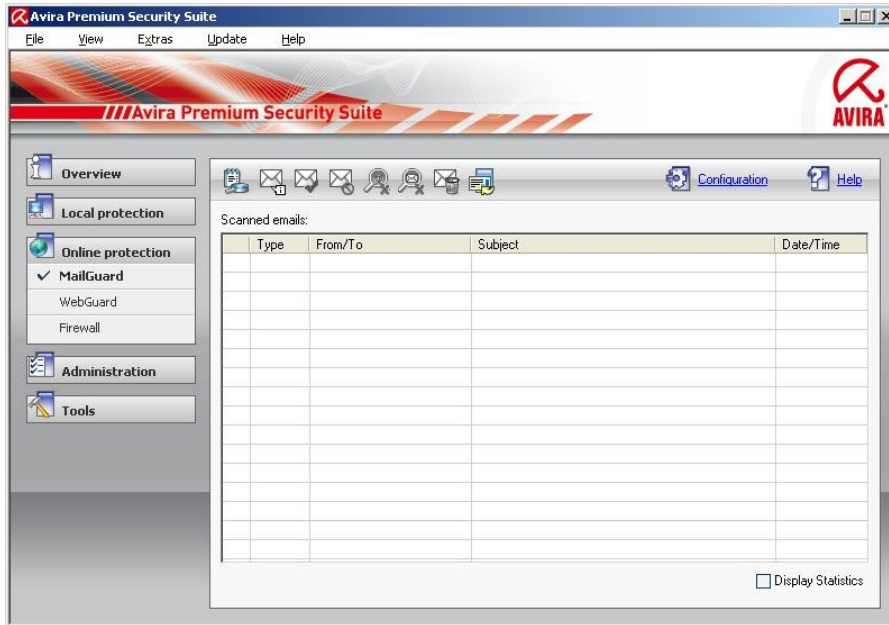 Avira Premium Security Suite
File View Extras Update Help
Avira Premium Security Suite
AVIRA
Overview
Local protection
Online protection
MailGuard
WebGuard
Firewall
Administration
Tools
Configuration Help
Scanned emails:
Type From/To Subject Date/Time
Display Statistics